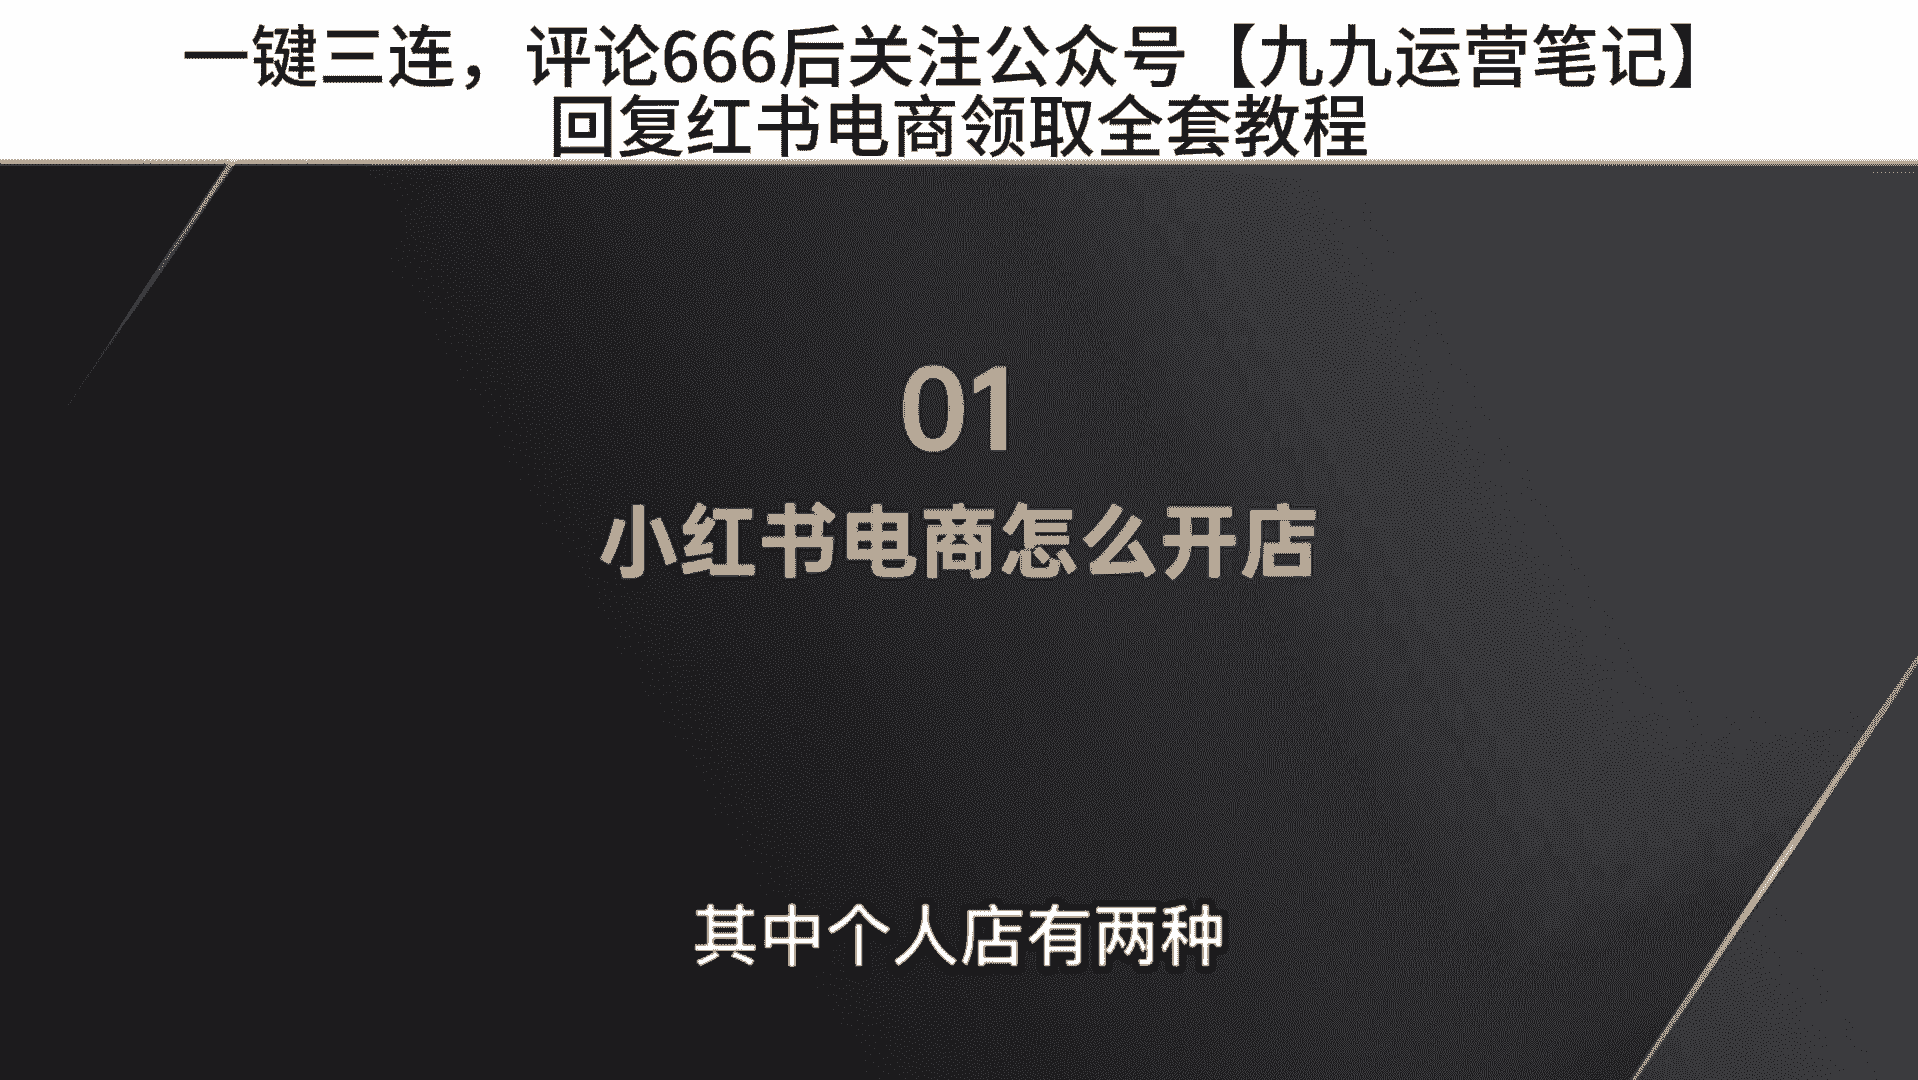 一键三连，评论666后关注公众号【九九运营笔记】
回复红书电商领取全套教程
01
小红书电商怎么开店
其中个人店有两种